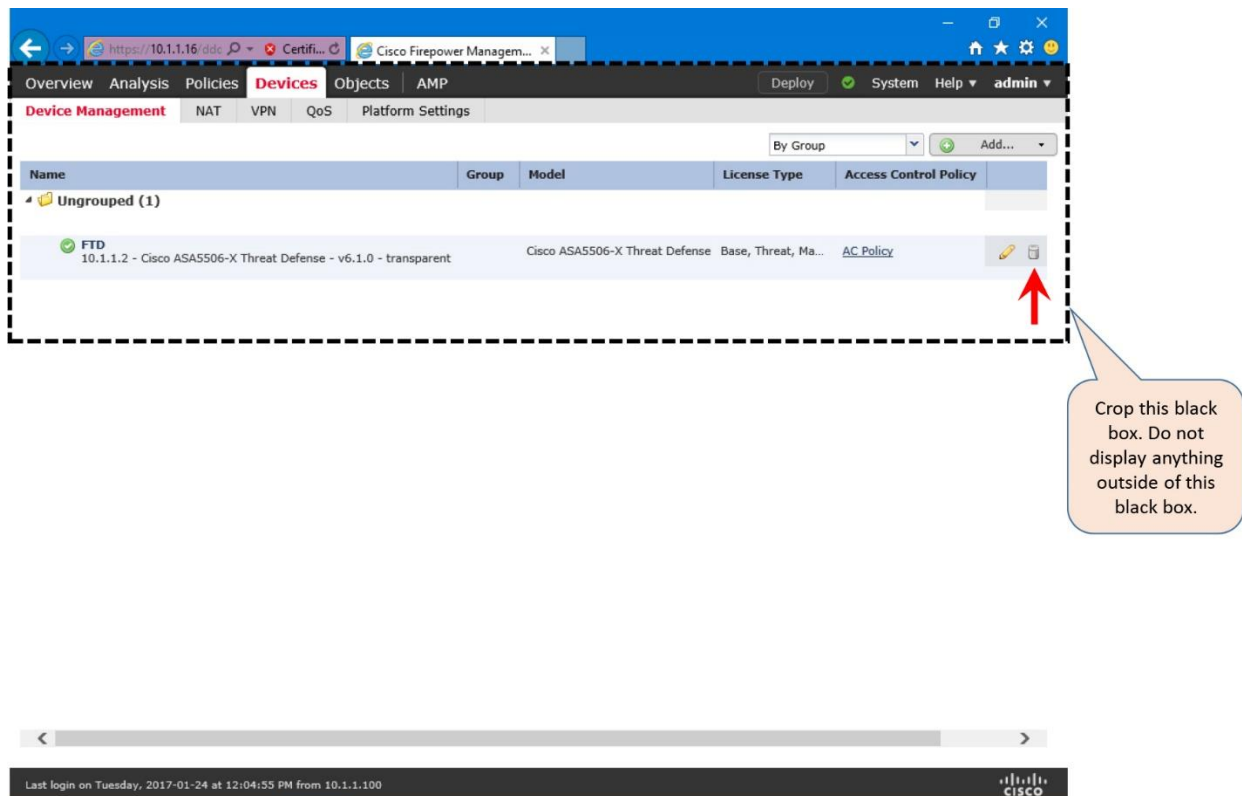 https://10.1.1.16/ddc
Certifi...
Cisco Firepower Managem...
Overview Analysis Policies Devices Objects AMP
Deploy System Help admin
Device Management NAT VPN QoS Platform Settings
By Group Add...
Name Group Model License Type Access Control Policy
Ungrouped (1)
FTD
10.1.1.2 - Cisco ASA5506-X Threat Defense - v6.1.0 - transparent
Cisco ASA5506-X Threat Defense Base, Threat, Ma... AC Policy
Crop this black
box. Do not
display anything
outside of this
black box.
Last login on Tuesday, 2017-01-24 at 12:04:55 PM from 10.1.1.100
CISCO